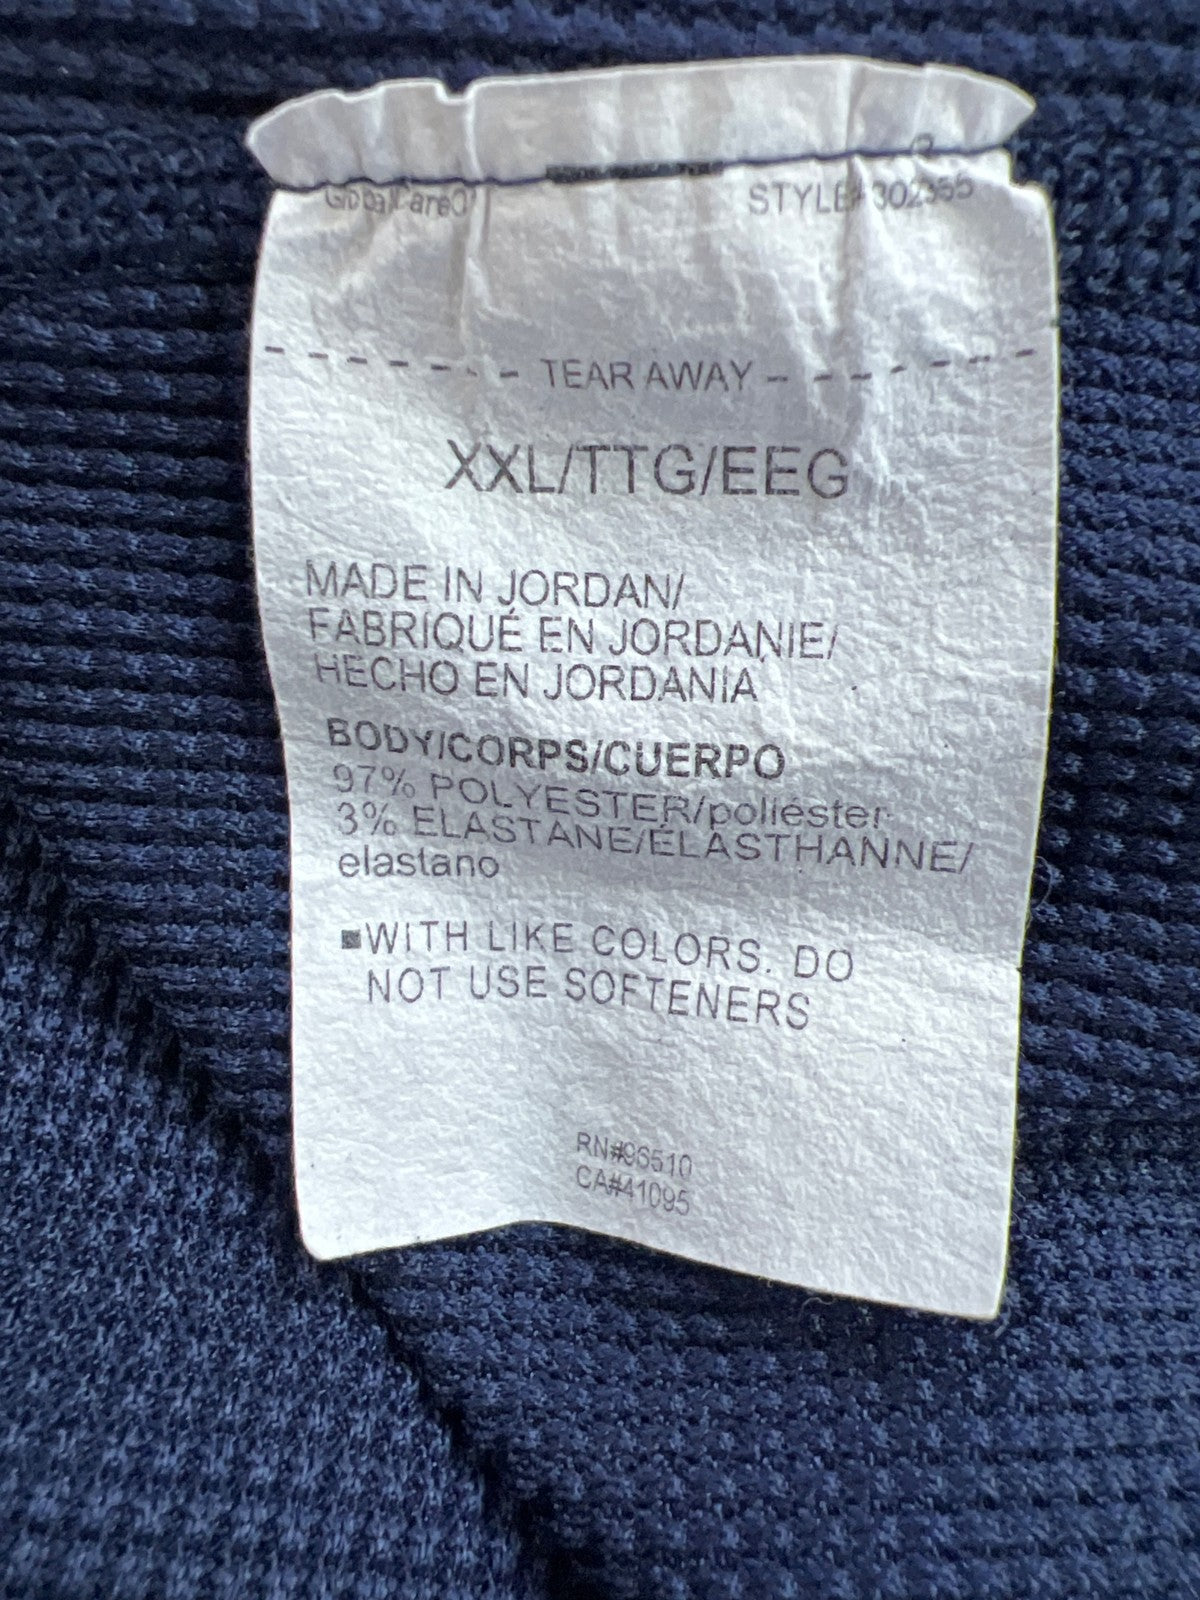 STYLE#
TEAR AWAY
XXL/TTG/EEG
MADE IN JORDAN/
FABRIQUÉ EN JORDANIE/
HECHO EN JORDANIA
BODY/CORPS/CUERPO
97% POLYESTER/poliéster
3% ELASTANE/ÉLASTHANNE/
elastano
▪WITH LIKE COLORS. DO
NOT USE SOFTENERS
RN#96510
CA#41095